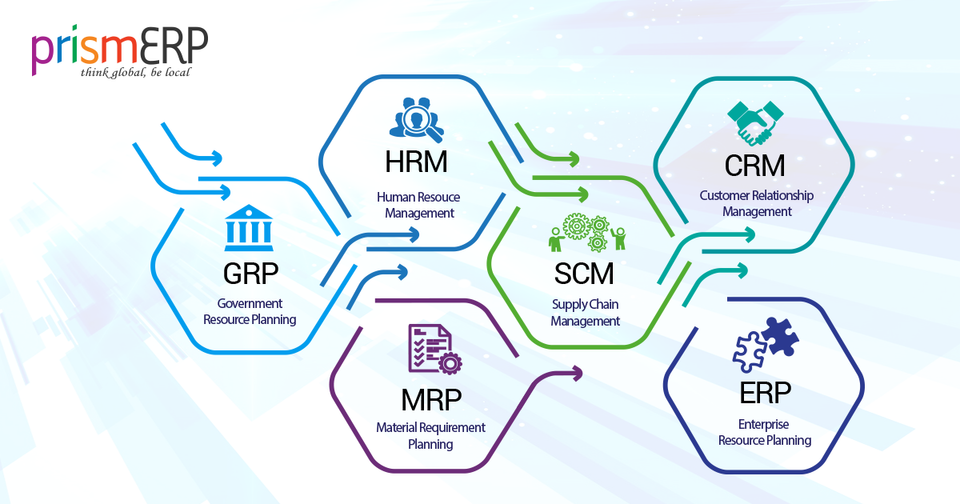 prismERP
think global, be local
HRM
Human Resouce
Management
CRM
Customer Relationship
Management
GRP
Government
Resource Planning
SCM
Supply Chain
Management
MRP
Material Requirement
Planning
ERP
Enterprise
Resource Planning